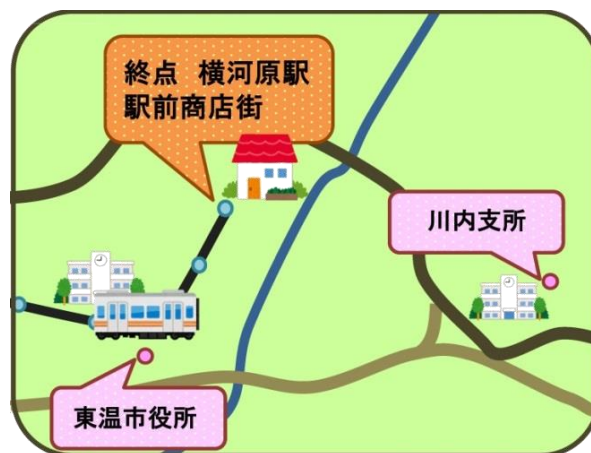 終点　横河原駅
駅前商店街
川内支所
東温市役所